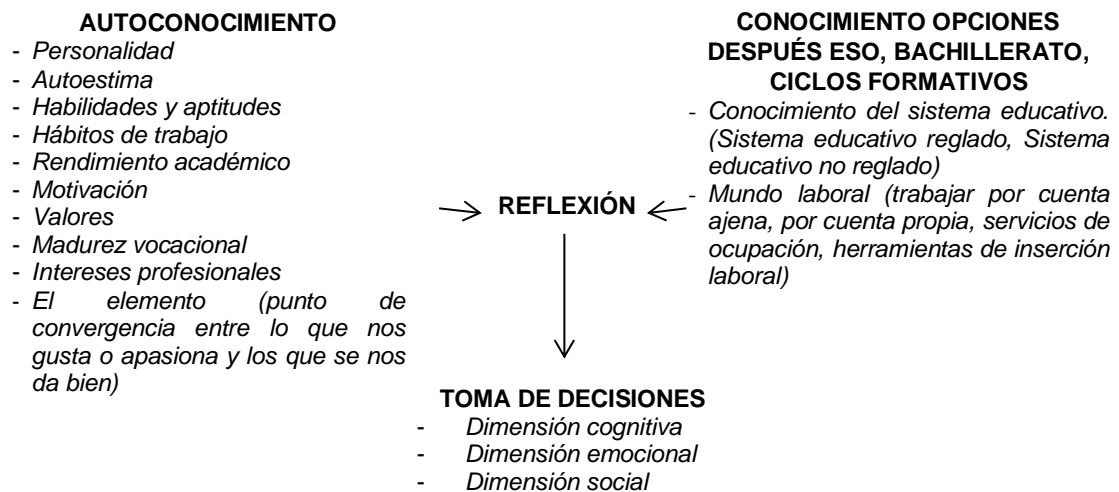 AUTOCONOCIMIENTO
- Personalidad
- Autoestima
- Habilidades y aptitudes
- Hábitos de trabajo
- Rendimiento académico
- Motivación
- Valores
- Madurez vocacional
- Intereses profesionales
- El elemento (punto de
convergencia entre lo que nos
gusta o apasiona y los que se nos
da bien)
REFLEXIÓN
CONOCIMIENTO OPCIONES
DESPUÉS ESO, BACHILLERATO,
CICLOS FORMATIVOS
- Conocimiento del sistema educativo.
(Sistema educativo reglado, Sistema
educativo no reglado)
- Mundo laboral (trabajar por cuenta
ajena, por cuenta propia, servicios de
ocupación, herramientas de inserción
laboral)
TOMA DE DECISIONES
- Dimensión cognitiva
- Dimensión emocional
- Dimensión social